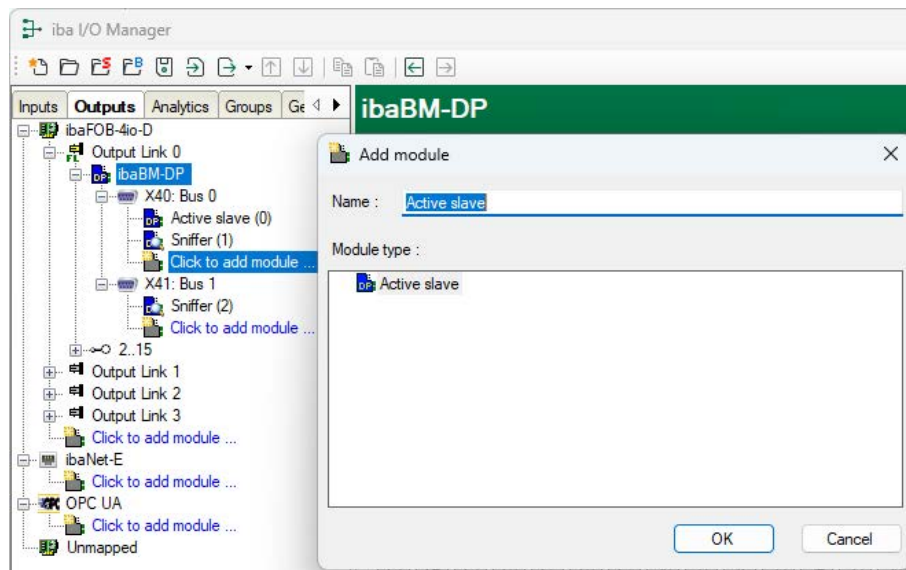 iba I/O Manager
Inputs Outputs Analytics Groups
ibaBM-DP
ibaFOB-4io-D
Output Link 0
ibaBM-DP
X40: Bus 0
Active slave (0)
Sniffer (1)
Click to add module ...
X41: Bus 1
Sniffer (2)
Click to add module ...
2..15
Output Link 1
Output Link 2
Output Link 3
Click to add module ...
ibaNet-E
Click to add module ...
OPC UA
Click to add module ...
Unmapped
Add module
Name : Active slave
Module type :
Active slave
OK Cancel